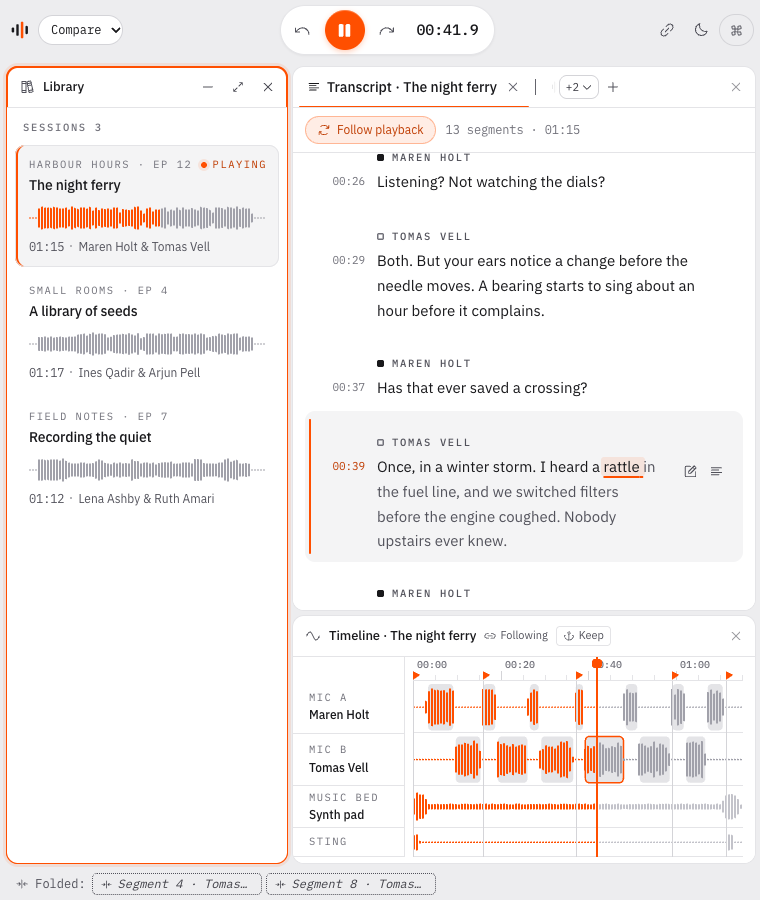 Compare
00:41.9
⌘
Library
SESSIONS 3
HARBOUR HOURS · EP 12 PLAYING
The night ferry
01:15 · Maren Holt & Tomas Vell
SMALL ROOMS · EP 4
A library of seeds
01:17 · Ines Qadir & Arjun Pell
FIELD NOTES · EP 7
Recording the quiet
01:12 · Lena Ashby & Ruth Amari
Transcript · The night ferry
+2
Follow playback
13 segments · 01:15
MAREN HOLT
00:26 Listening? Not watching the dials?
TOMAS VELL
00:29 Both. But your ears notice a change before the
needle moves. A bearing starts to sing about an
hour before it complains.
MAREN HOLT
00:37 Has that ever saved a crossing?
TOMAS VELL
00:39 Once, in a winter storm. I heard a rattle in
the fuel line, and we switched filters
before the engine coughed. Nobody
upstairs ever knew.
MAREN HOLT
Timeline · The night ferry Following Keep
00:00 00:20 :40 01:00
MIC A
Maren Holt
MIC B
Tomas Vell
MUSIC BED
Synth pad
STING
Folded: Segment 4 · Tomas… Segment 8 · Tomas…